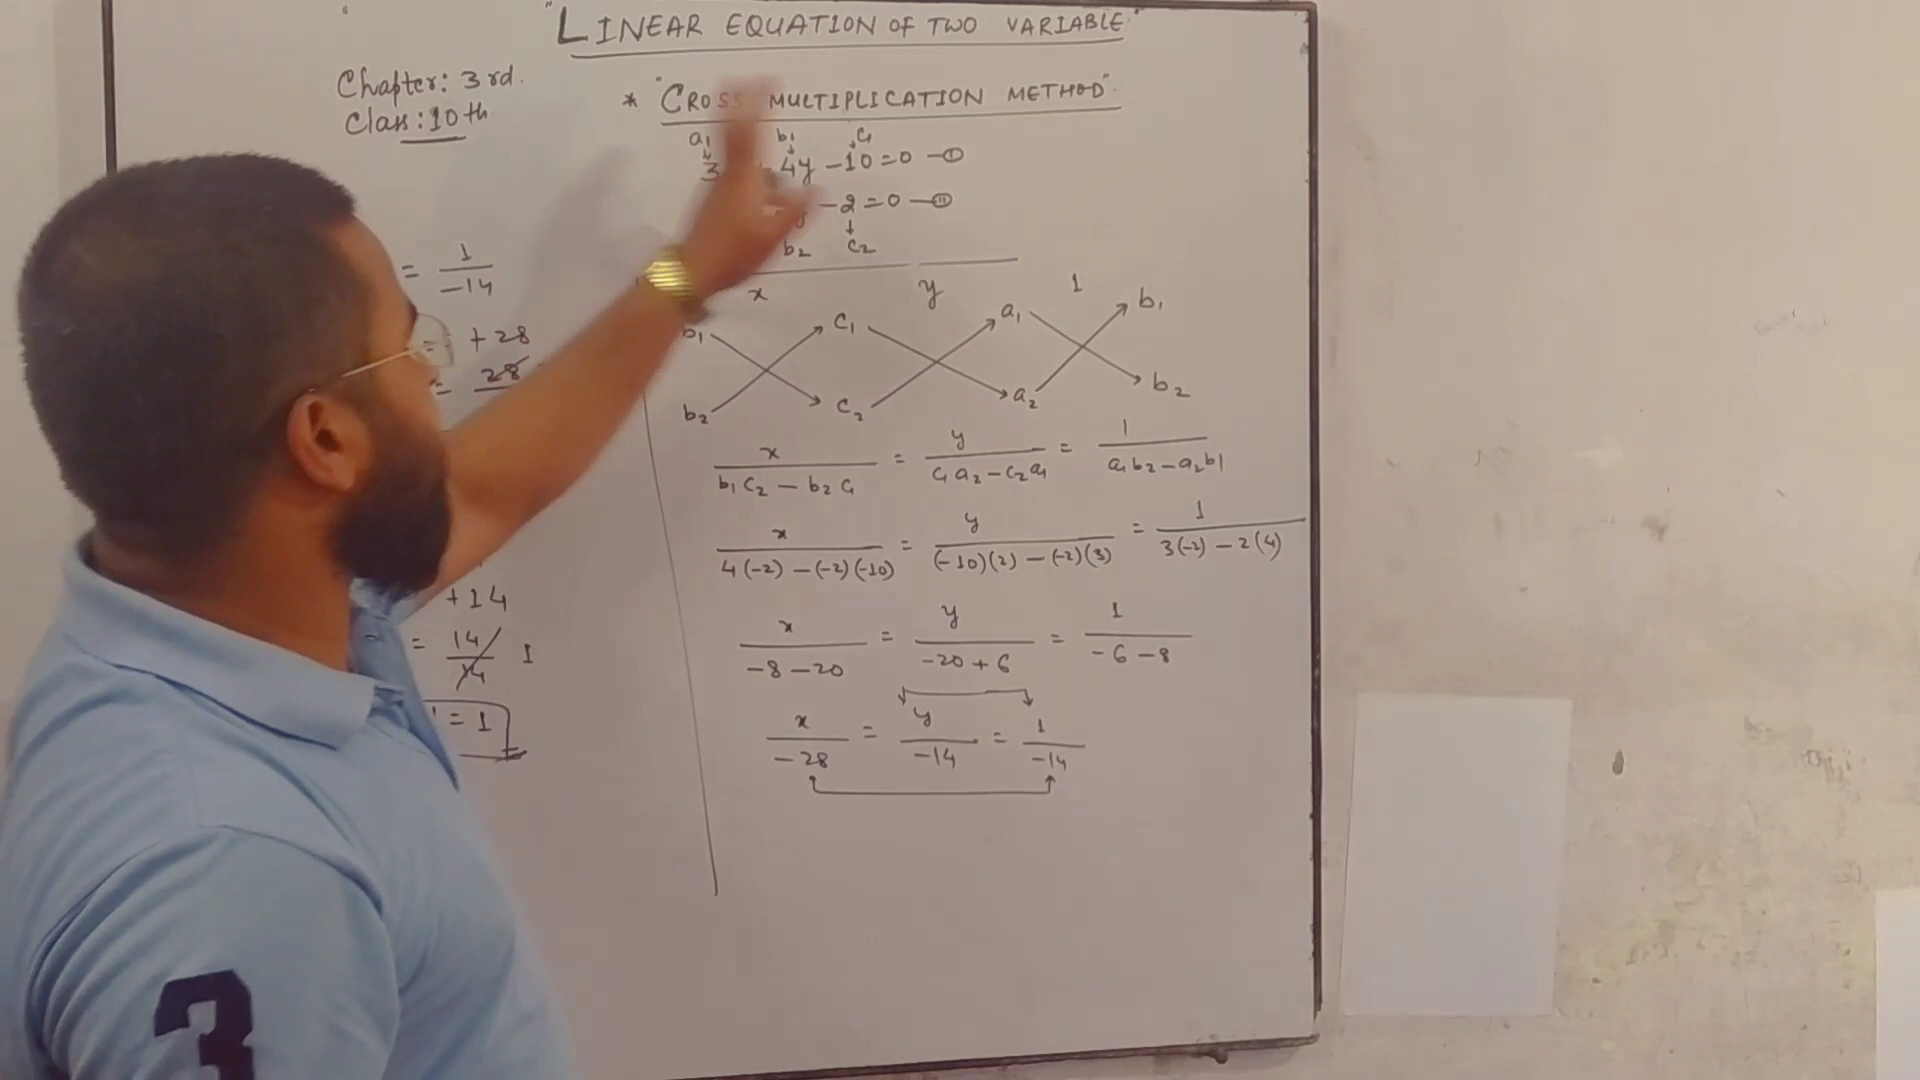 "LINEAR EQUATION OF TWO VARIABLE"
Chapter: 3rd.
Class: 10th
* "CROSS MULTIPLICATION METHOD"
a₁ b₁ c₁
3 4y -10=0 —(I)
-2=0 —(II)
b₂ c₂
x y 1
b₁ c₁ a₁ b₁
b₂ c₂ a₂ b₂
x/(b₁c₂ - b₂c₁) = y/(c₁a₂ - c₂a₁) = 1/(a₁b₂ - a₂b₁)
x/(4(-2) - (-2)(-10)) = y/((-10)(2) - (-2)(3)) = 1/(3(-2) - 2(4))
x/(-8-20) = y/(-20+6) = 1/(-6-8)
x/-28 = y/-14 = 1/-14
= 1/-14
= +28
= 28
+14
= 14/14 1
= 1
3